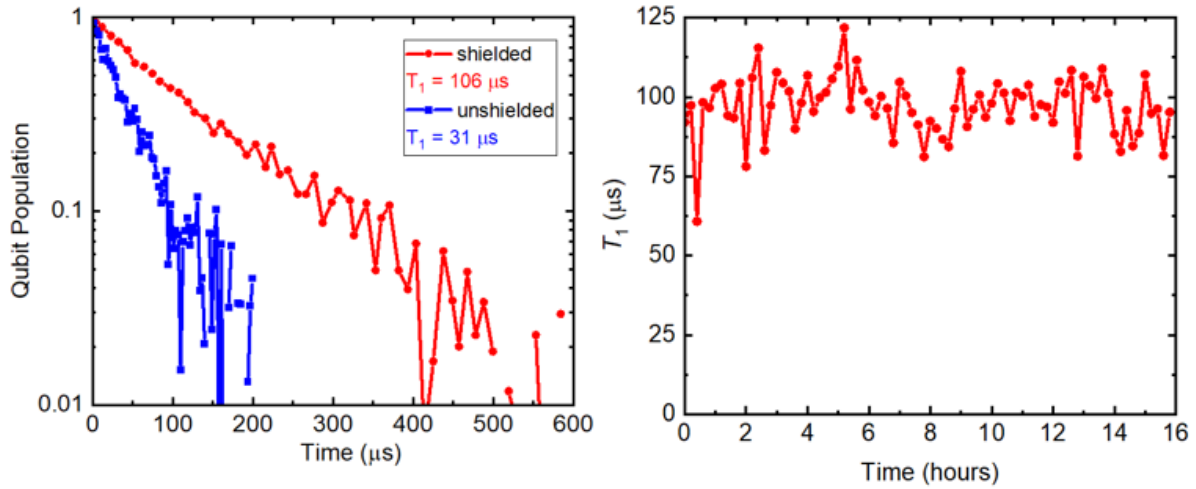 1
0.1
0.01
Qubit Population
0 100 200 300 400 500 600
Time (μs)
shielded
T₁ = 106 μs
unshielded
T₁ = 31 μs
125
100
75
50
25
0
T₁ (μs)
0 2 4 6 8 10 12 14 16
Time (hours)